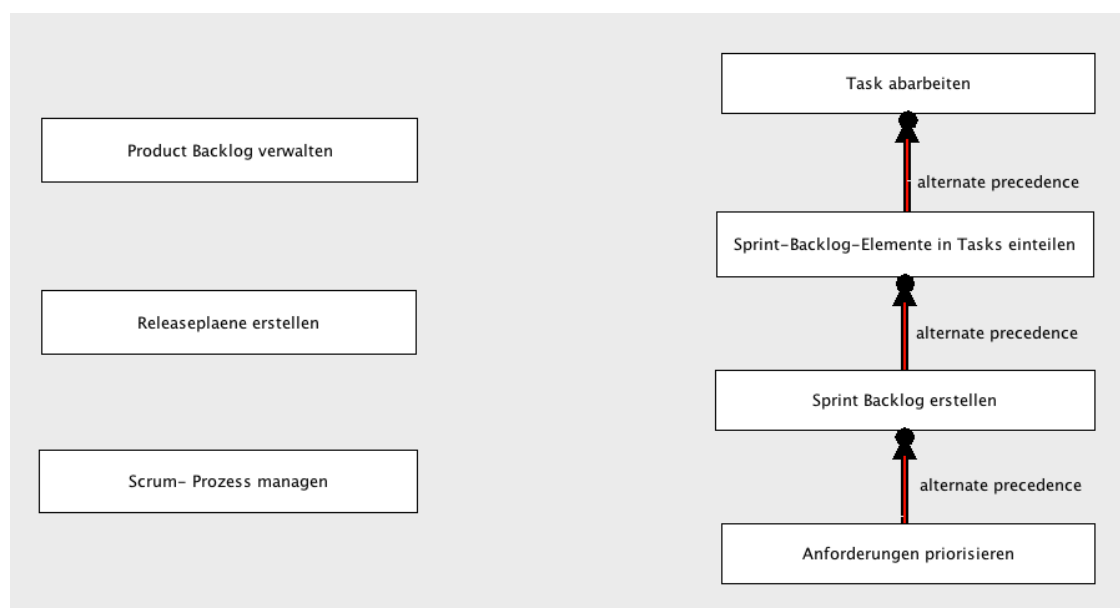 Task abarbeiten
Product Backlog verwalten
alternate precedence
Sprint-Backlog-Elemente in Tasks einteilen
Releaseplaene erstellen
alternate precedence
Sprint Backlog erstellen
Scrum- Prozess managen
alternate precedence
Anforderungen priorisieren